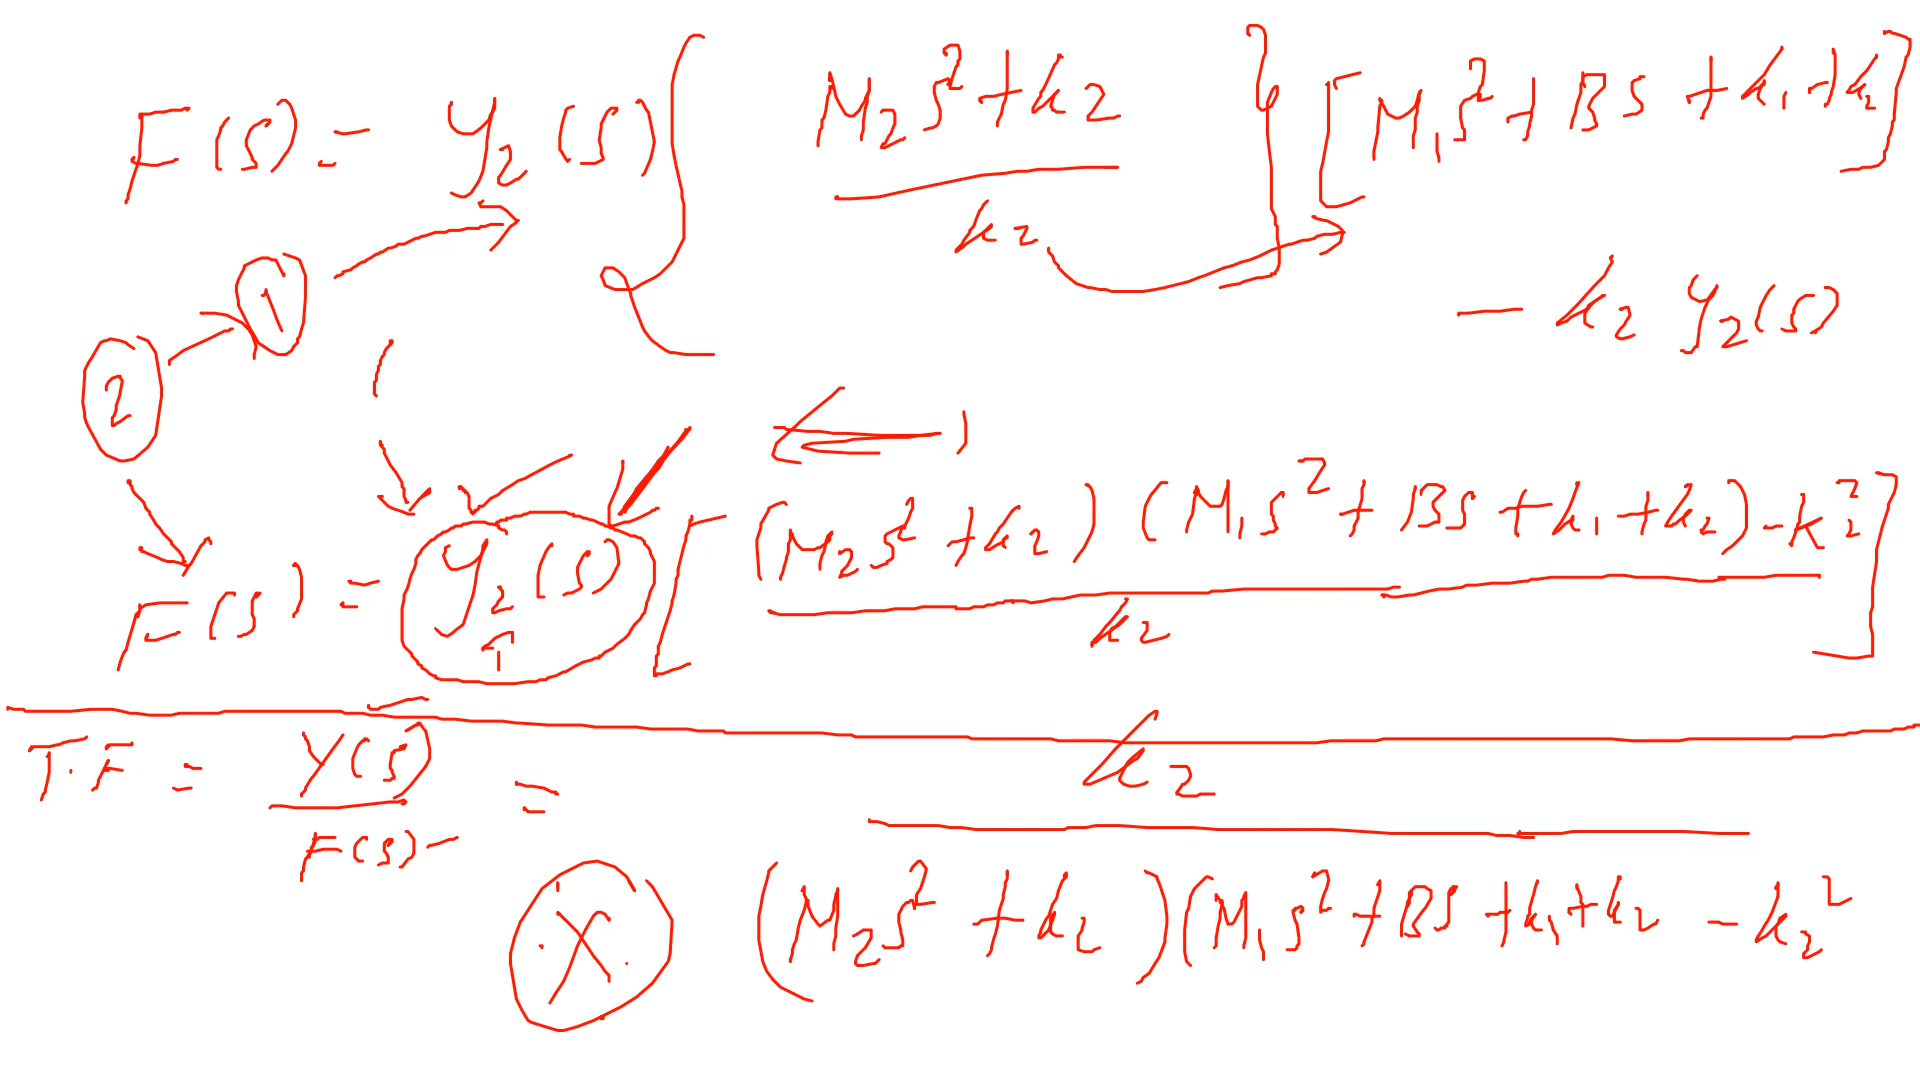 F(s) = y₂(s) { (M₂s²+k₂)/k₂ } [M₁s²+Bs+k₁+k₂]
- k₂ y₂(s)
1
2
F(s) = y₂(s) [ ((M₂s²+k₂)(M₁s²+Bs+k₁+k₂)-k₂²)/k₂ ]
T.F = Y(s)/F(s) = k₂/((M₂s²+k₂)(M₁s²+Bs+k₁+k₂-k₂²
X